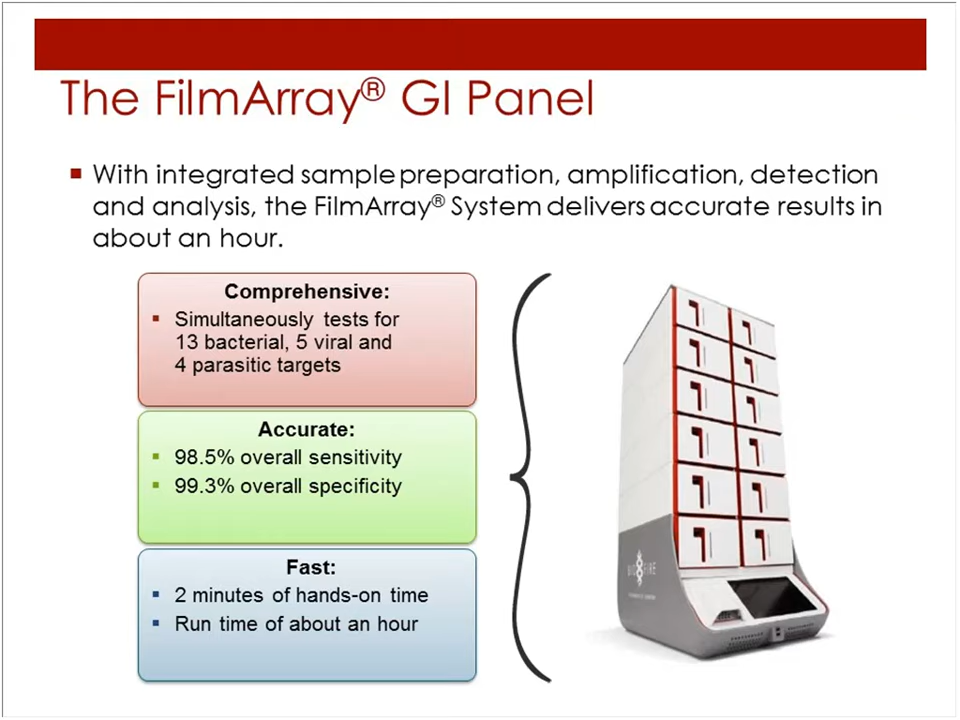 The FilmArray® GI Panel
▪ With integrated sample preparation, amplification, detection
and analysis, the FilmArray® System delivers accurate results in
about an hour.
Comprehensive:
▪ Simultaneously tests for
13 bacterial, 5 viral and
4 parasitic targets
Accurate:
▪ 98.5% overall sensitivity
▪ 99.3% overall specificity
Fast:
▪ 2 minutes of hands-on time
▪ Run time of about an hour
BIO FIRE